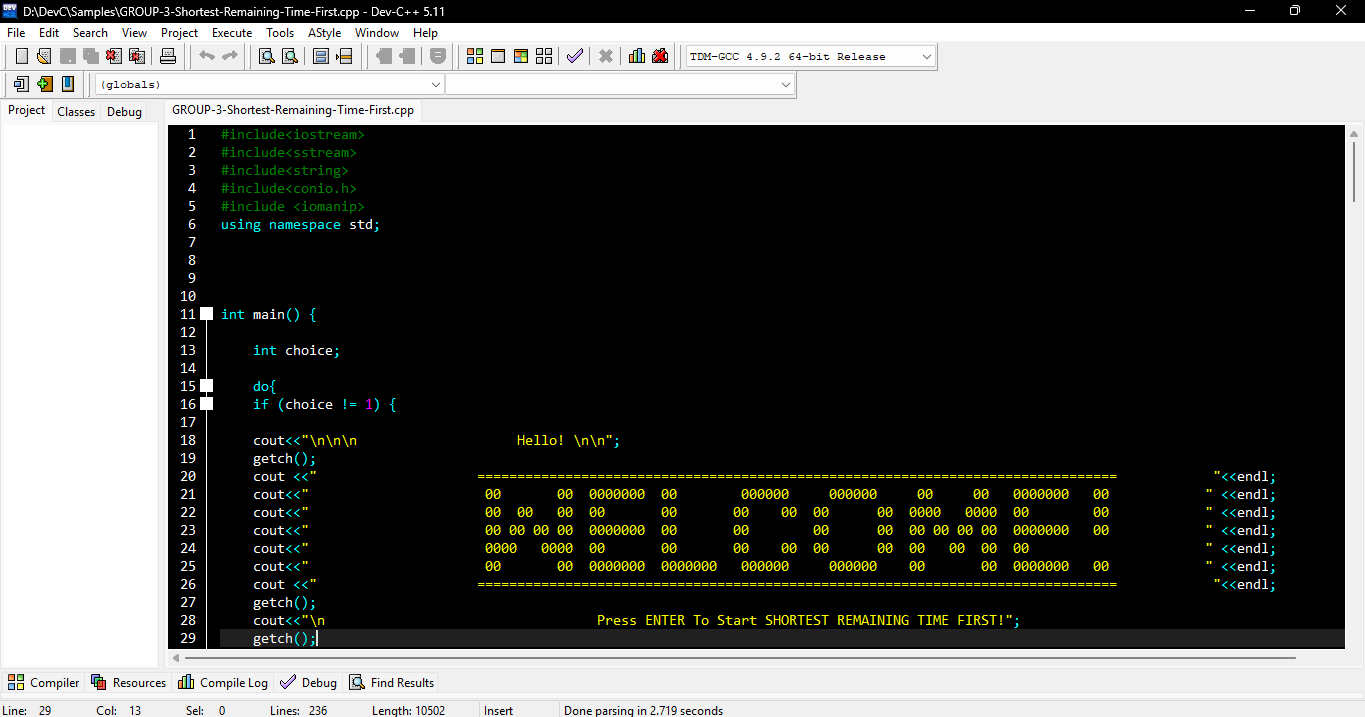 D:\DevC\Samples\GROUP-3-Shortest-Remaining-Time-First.cpp - Dev-C++ 5.11
File Edit Search View Project Execute Tools AStyle Window Help
TDM-GCC 4.9.2 64-bit Release
(globals)
Project Classes Debug GROUP-3-Shortest-Remaining-Time-First.cpp
1 #include<iostream>
2 #include<sstream>
3 #include<string>
4 #include<conio.h>
5 #include <iomanip>
6 using namespace std;
7
8
9
10
11 int main() {
12
13 int choice;
14
15 do{
16 if (choice != 1) {
17
18 cout<<"\n\n\n Hello! \n\n";
19 getch();
20 cout <<" ================================================================================ "<<endl;
21 cout<<" 00       00  0000000  00        000000     000000     00     00   0000000   00 " <<endl;
22 cout<<" 00  00   00  00       00       00    00  00      00  0000   0000  00        00 " <<endl;
23 cout<<" 00 00 00 00  0000000  00       00        00      00  00 00 00 00  0000000   00 " <<endl;
24 cout<<" 0000   0000  00       00       00    00  00      00  00   00  00  00 " <<endl;
25 cout<<" 00       00  0000000  0000000   000000     000000    00       00  0000000   00 " <<endl;
26 cout <<" ================================================================================ "<<endl;
27 getch();
28 cout<<"\n Press ENTER To Start SHORTEST REMAINING TIME FIRST!";
29 getch();
Compiler Resources Compile Log Debug Find Results
Line: 29 Col: 13 Sel: 0 Lines: 236 Length: 10502 Insert Done parsing in 2.719 seconds